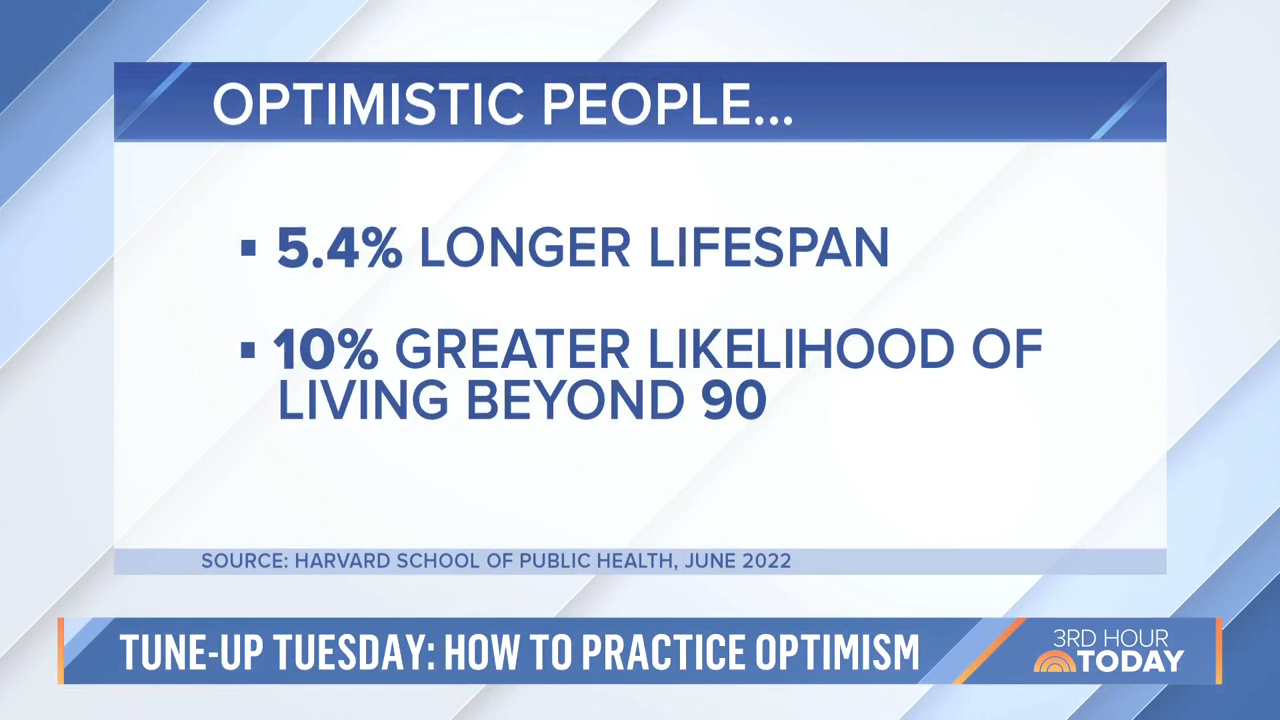 OPTIMISTIC PEOPLE...
▪ 5.4% LONGER LIFESPAN
▪ 10% GREATER LIKELIHOOD OF
LIVING BEYOND 90
SOURCE: HARVARD SCHOOL OF PUBLIC HEALTH, JUNE 2022
TUNE-UP TUESDAY: HOW TO PRACTICE OPTIMISM
3RD HOUR
TODAY